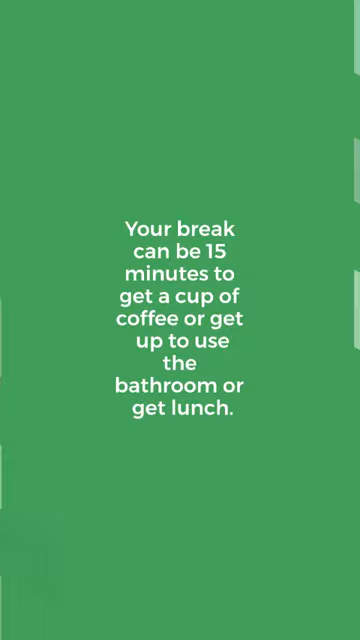 Your break
can be 15
minutes to
get a cup of
coffee or get
up to use
the
bathroom or
get lunch.